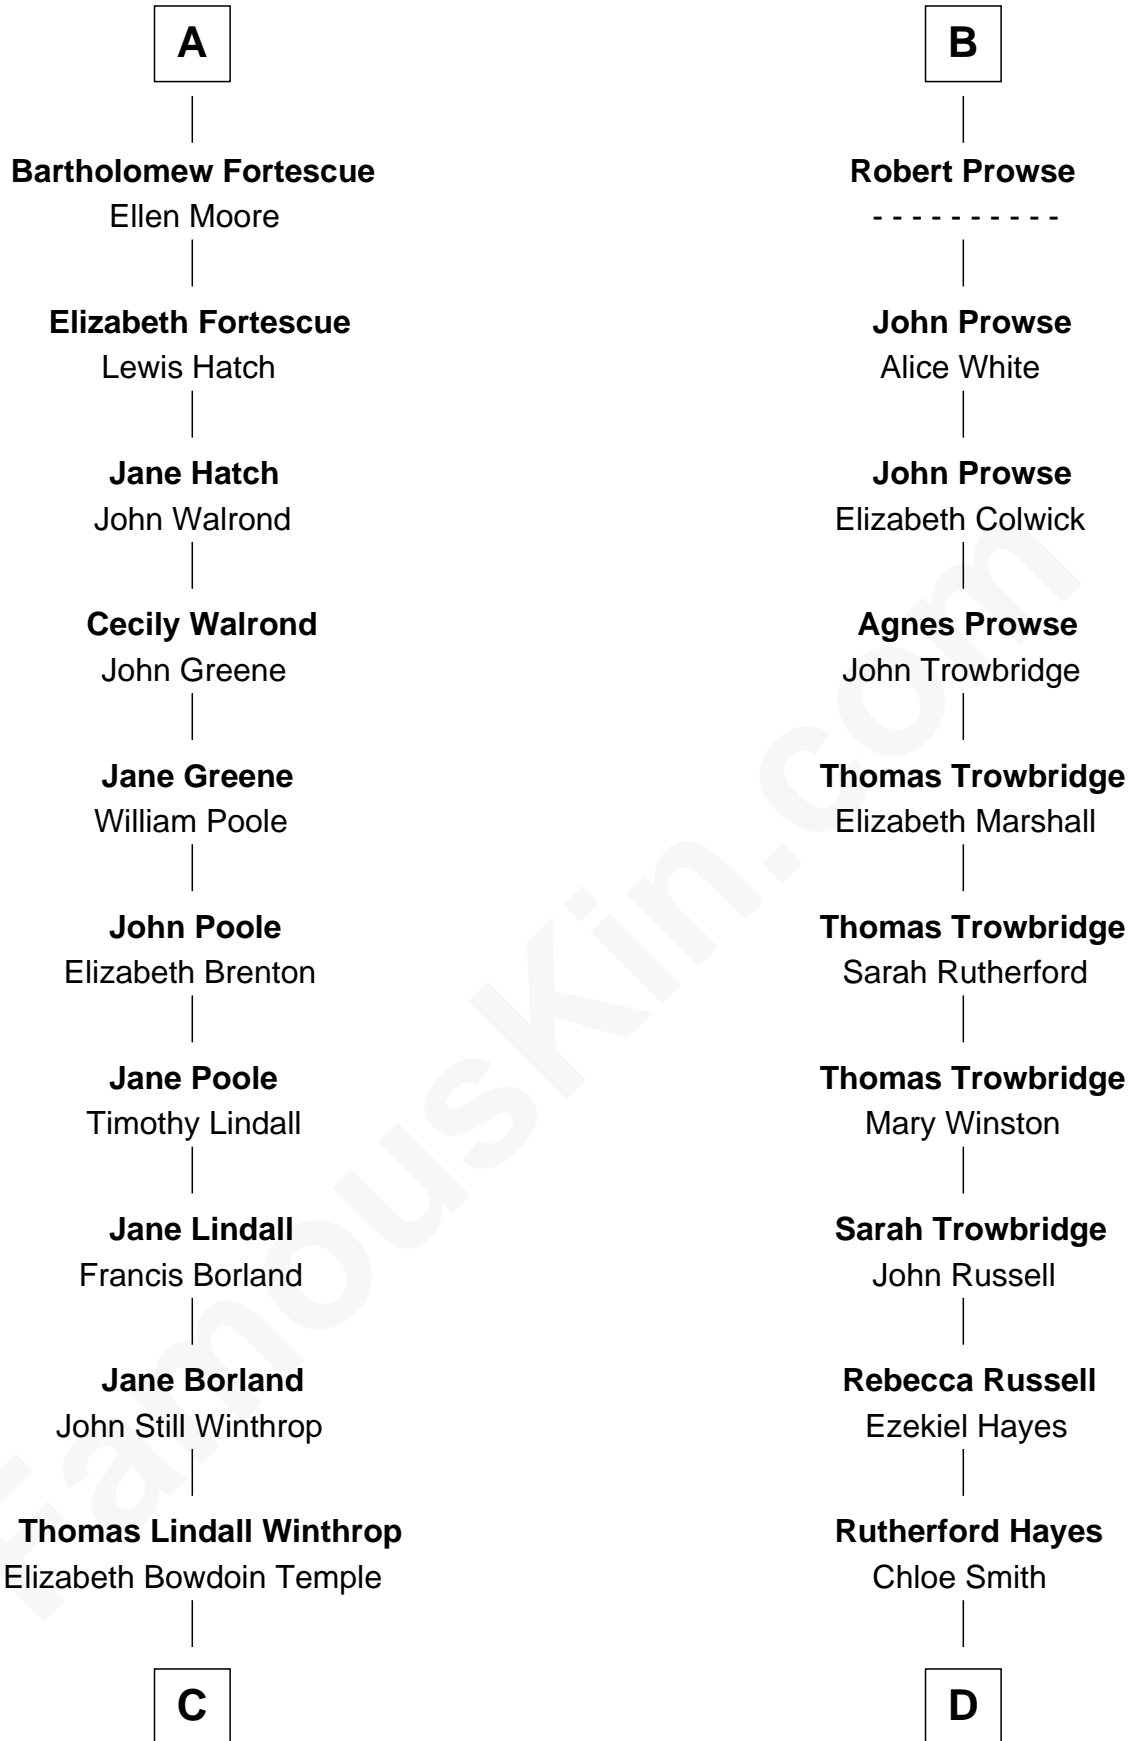 A
Bartholomew Fortescue
Ellen Moore
Elizabeth Fortescue
Lewis Hatch
Jane Hatch
John Walrond
Cecily Walrond
John Greene
Jane Greene
William Poole
John Poole
Elizabeth Brenton
Jane Poole
Timothy Lindall
Jane Lindall
Francis Borland
Jane Borland
John Still Winthrop
Thomas Lindall Winthrop
Elizabeth Bowdoin Temple
C
B
Robert Prowse
- - - - - - - - - -
John Prowse
Alice White
John Prowse
Elizabeth Colwick
Agnes Prowse
John Trowbridge
Thomas Trowbridge
Elizabeth Marshall
Thomas Trowbridge
Sarah Rutherford
Thomas Trowbridge
Mary Winston
Sarah Trowbridge
John Russell
Rebecca Russell
Ezekiel Hayes
Rutherford Hayes
Chloe Smith
D
FamousKin.com